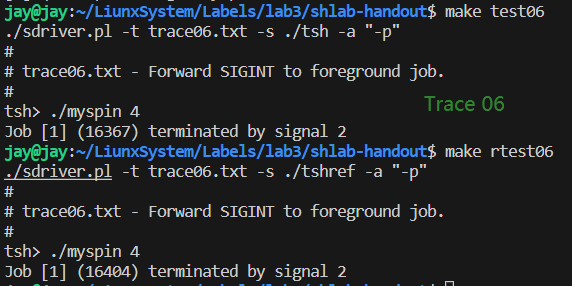 jay@jay:~/LiunxSystem/Labels/lab3/shlab-handout$ make test06
./sdriver.pl -t trace06.txt -s ./tsh -a "-p"
#
# trace06.txt - Forward SIGINT to foreground job.
#
tsh> ./myspin 4
Trace 06
Job [1] (16367) terminated by signal 2
jay@jay:~/LiunxSystem/Labels/lab3/shlab-handout$ make rtest06
./sdriver.pl -t trace06.txt -s ./tshref -a "-p"
#
# trace06.txt - Forward SIGINT to foreground job.
#
tsh> ./myspin 4
Job [1] (16404) terminated by signal 2